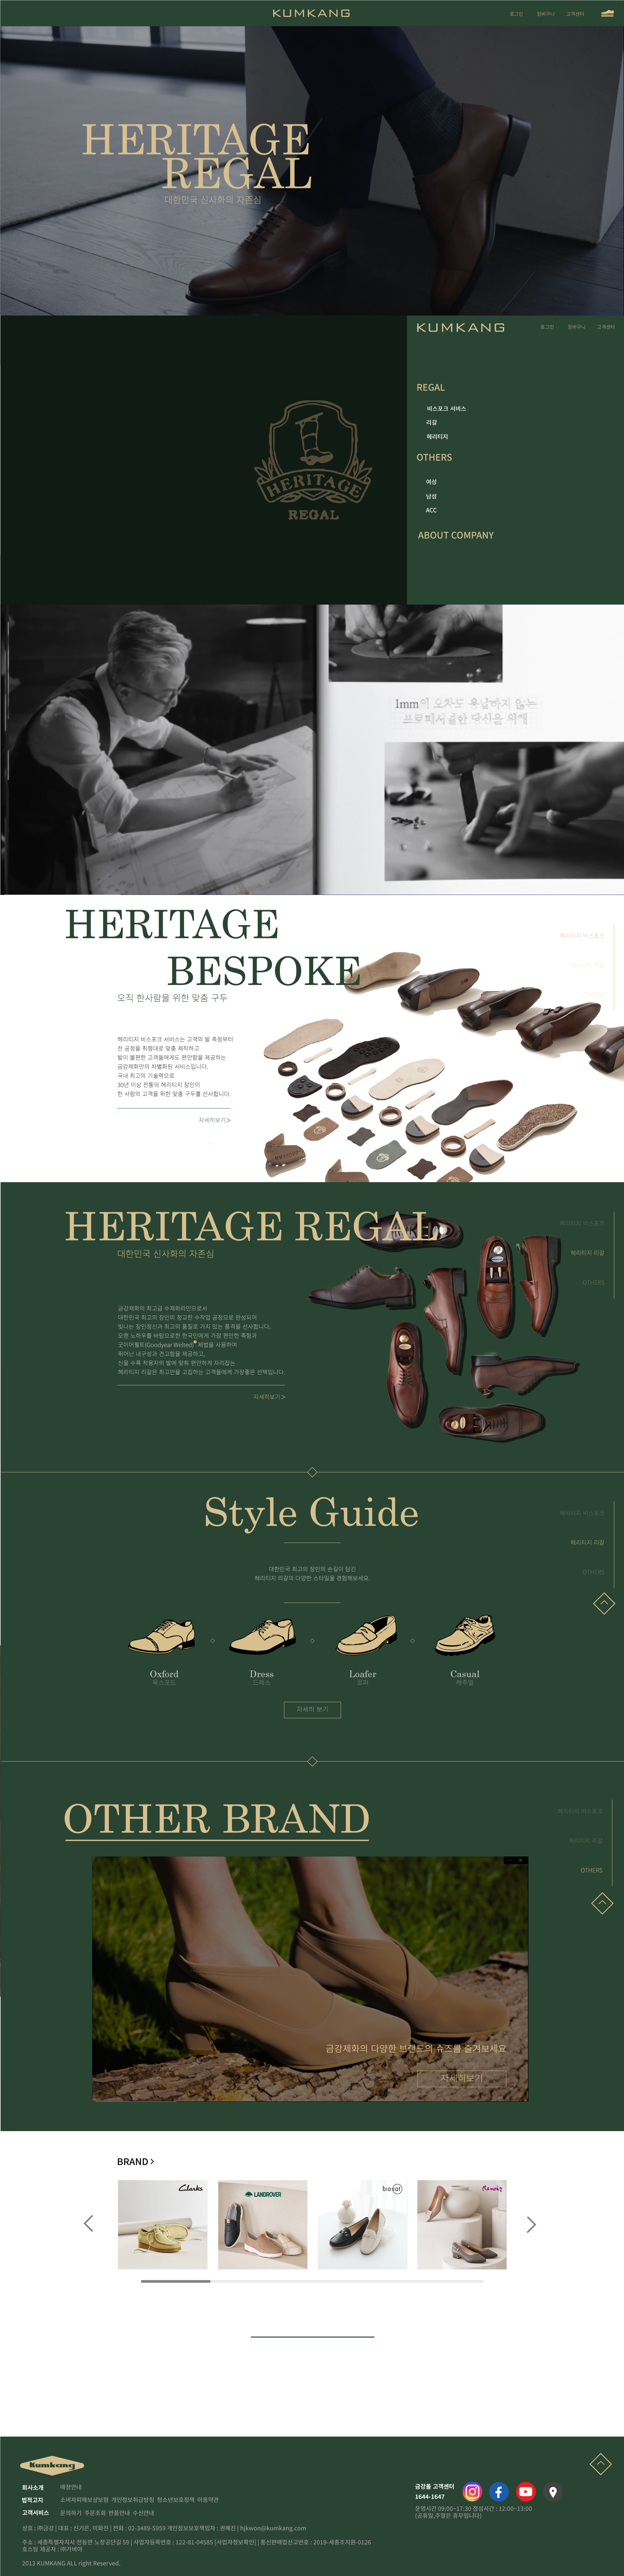 KUMKANG
로그인 장바구니 고객센터
HERITAGE
REGAL
대한민국 신사화의 자존심
KUMKANG
로그인 장바구니 고객센터
REGAL
비스포크 서비스
리갈
헤리티지
OTHERS
여성
남성
ACC
ABOUT COMPANY
HERITAGE
REGAL
1mm의 오차도 용납하지 않는
프로페셔널한 당신을 위해
HERITAGE
BESPOKE
오직 한사람을 위한 맞춤 구두
헤리티지 비스포크
헤리티지 비스포크 서비스는 고객의 발 측정부터
전 공정을 취향대로 맞춤 제작하고
발이 불편한 고객들에게도 편안함을 제공하는
금강제화만의 차별화된 서비스입니다.
국내 최고의 기술력으로
30년 이상 전통의 헤리티지 장인이
한 사람의 고객을 위한 맞춤 구두를 선사합니다.
자세히보기>
HERITAGE REGAL
대한민국 신사화의 자존심
헤리티지 비스포크
헤리티지 리갈
OTHERS
금강제화의 최고급 수제화라인으로서
대한민국 최고의 장인의 정교한 수작업 공정으로 완성되어
빛나는 장인정신과 최고의 품질로 가치 있는 품격을 선사합니다.
오랜 노하우를 바탕으로한 한국인에게 가장 편안한 족형과
굿이어웰트(Goodyear Welted) 제법을 사용하여
뛰어난 내구성과 견고함을 제공하고,
신을 수록 착용자의 발에 맞춰 편안하게 자리잡는
헤리티지 리갈은 최고만을 고집하는 고객들에게 가장좋은 선택입니다.
자세히보기>
Style Guide
헤리티지 비스포크
헤리티지 리갈
OTHERS
대한민국 최고의 장인의 손길이 담긴
헤리티지 리갈의 다양한 스타일을 경험해보세요.
Oxford Dress Loafer Casual
옥스포드 드레스 로퍼 캐주얼
자세히 보기
OTHER BRAND
헤리티지 비스포크
헤리티지 리갈
OTHERS
금강제화의 다양한 브랜드의 슈즈를 즐겨보세요
자세히보기
BRAND >
Clarks
LANDROVER
biosof
Kumkang
회사소개 매장안내
법적고지 소비자피해보상보험 개인정보취급방침 청소년보호정책 이용약관
고객서비스 문의하기 주문조회 반품안내 수선안내
금강몰 고객센터
1644-1647
운영시간 09:00~17:30 점심시간 : 12:00~13:00
(공휴일,주말은 휴무입니다)
상호 : ㈜금강 | 대표 : 신기은, 이화진 | 전화 : 02-3489-5959 개인정보보호책임자 : 권혜진 | hjkwon@kumkang.com
주소 : 세종특별자치시 전동면 노장공단길 59 | 사업자등록번호 : 122-81-04585 [사업자정보확인] | 통신판매업신고번호 : 2019-세종조치원-0126
호스팅 제공자 : ㈜가비아
2013 KUMKANG ALL right Reserved.